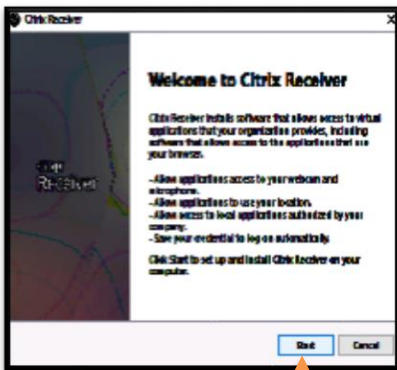 Citrix Receiver
Welcome to Citrix Receiver
Citrix Receiver installs software that allows access to virtual
applications that your organization provides, including
software that allows access to the applications that use
your browser.
- Allow applications access to your webcam and
microphone.
- Allow applications to use your location.
- Allow access to local applications authorized by your
company.
- Save your credential to log on automatically.
Click Start to set up and install Citrix Receiver on your
computer.
Citrix
Receiver
Start
Cancel